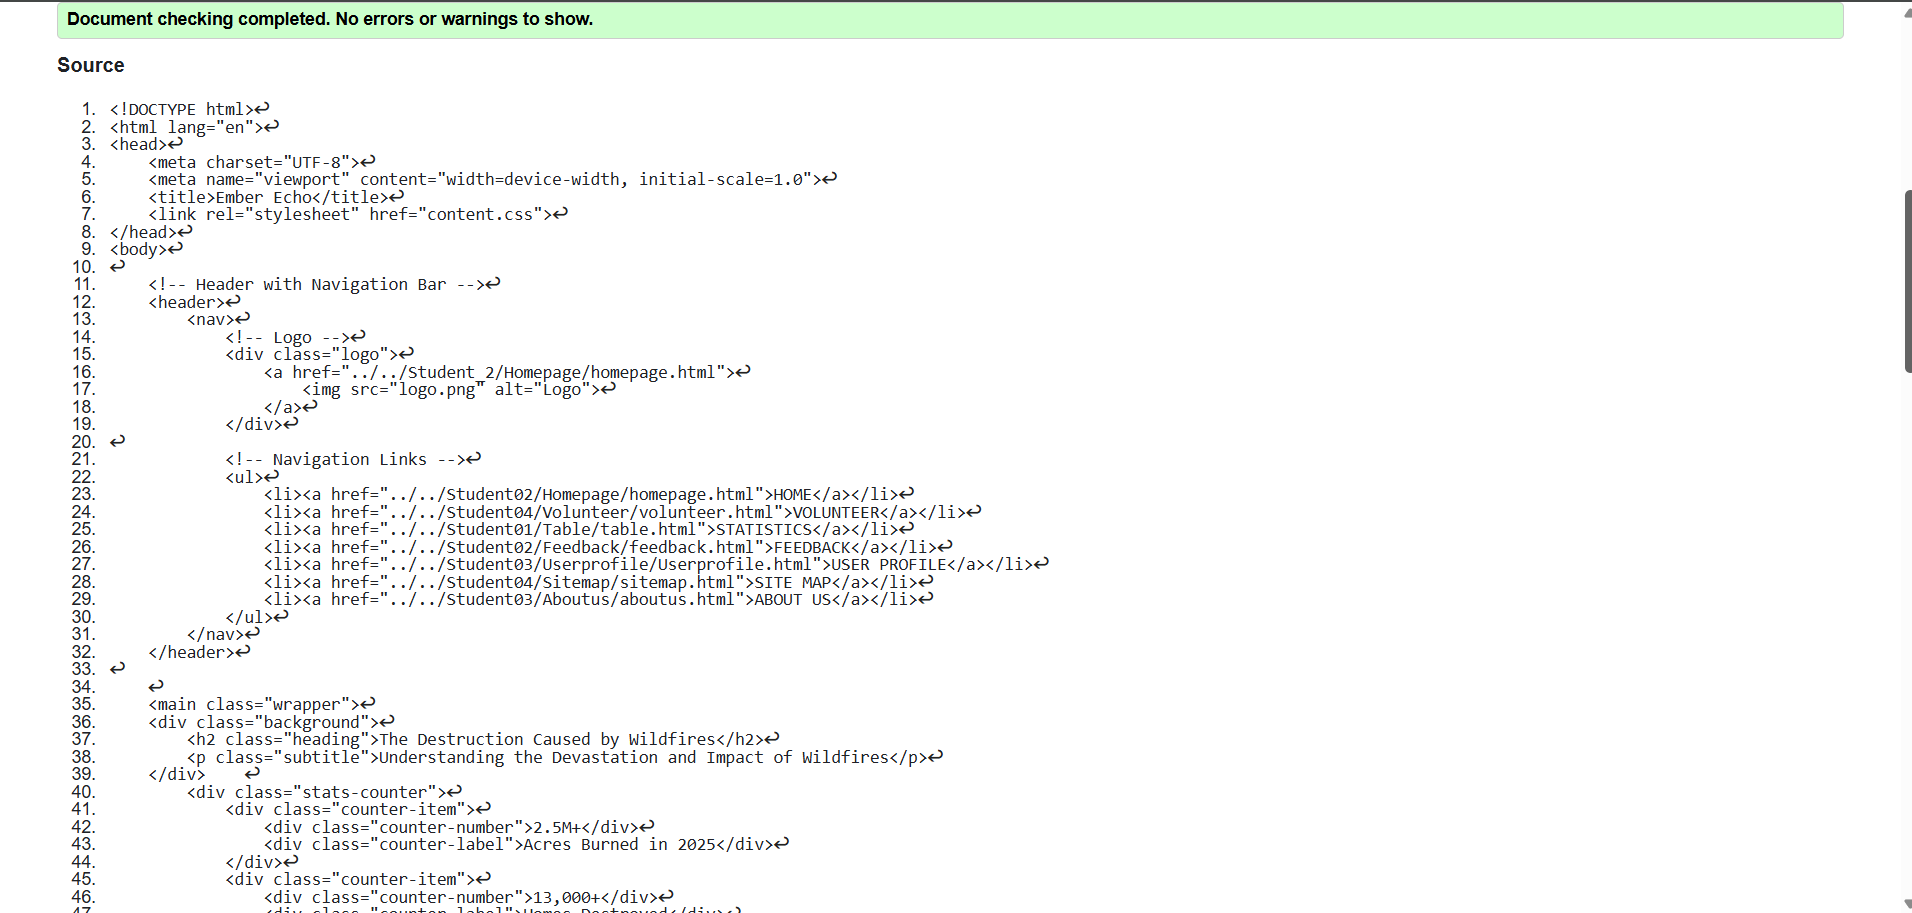 Document checking completed. No errors or warnings to show.
Source
1. <!DOCTYPE html>↩
2. <html lang="en">↩
3. <head>↩
4.     <meta charset="UTF-8">↩
5.     <meta name="viewport" content="width=device-width, initial-scale=1.0">↩
6.     <title>Ember Echo</title>↩
7.     <link rel="stylesheet" href="content.css">↩
8. </head>↩
9. <body>↩
10. ↩
11.     <!-- Header with Navigation Bar -->↩
12.     <header>↩
13.         <nav>↩
14.             <!-- Logo -->↩
15.             <div class="logo">↩
16.                 <a href="../../Student_2/Homepage/homepage.html">↩
17.                     <img src="logo.png" alt="Logo">↩
18.                 </a>↩
19.             </div>↩
20. ↩
21.             <!-- Navigation Links -->↩
22.             <ul>↩
23.                 <li><a href="../../Student02/Homepage/homepage.html">HOME</a></li>↩
24.                 <li><a href="../../Student04/Volunteer/volunteer.html">VOLUNTEER</a></li>↩
25.                 <li><a href="../../Student01/Table/table.html">STATISTICS</a></li>↩
26.                 <li><a href="../../Student02/Feedback/feedback.html">FEEDBACK</a></li>↩
27.                 <li><a href="../../Student03/Userprofile/Userprofile.html">USER PROFILE</a></li>↩
28.                 <li><a href="../../Student04/Sitemap/sitemap.html">SITE MAP</a></li>↩
29.                 <li><a href="../../Student03/Aboutus/aboutus.html">ABOUT US</a></li>↩
30.             </ul>↩
31.         </nav>↩
32.     </header>↩
33. ↩
34.     ↩
35.     <main class="wrapper">↩
36.     <div class="background">↩
37.         <h2 class="heading">The Destruction Caused by Wildfires</h2>↩
38.         <p class="subtitle">Understanding the Devastation and Impact of Wildfires</p>↩
39.     </div>    ↩
40.         <div class="stats-counter">↩
41.             <div class="counter-item">↩
42.                 <div class="counter-number">2.5M+</div>↩
43.                 <div class="counter-label">Acres Burned in 2025</div>↩
44.             </div>↩
45.             <div class="counter-item">↩
46.                 <div class="counter-number">13,000+</div>↩
47.                 <div class="counter-label">Homes Destroyed</div>↩